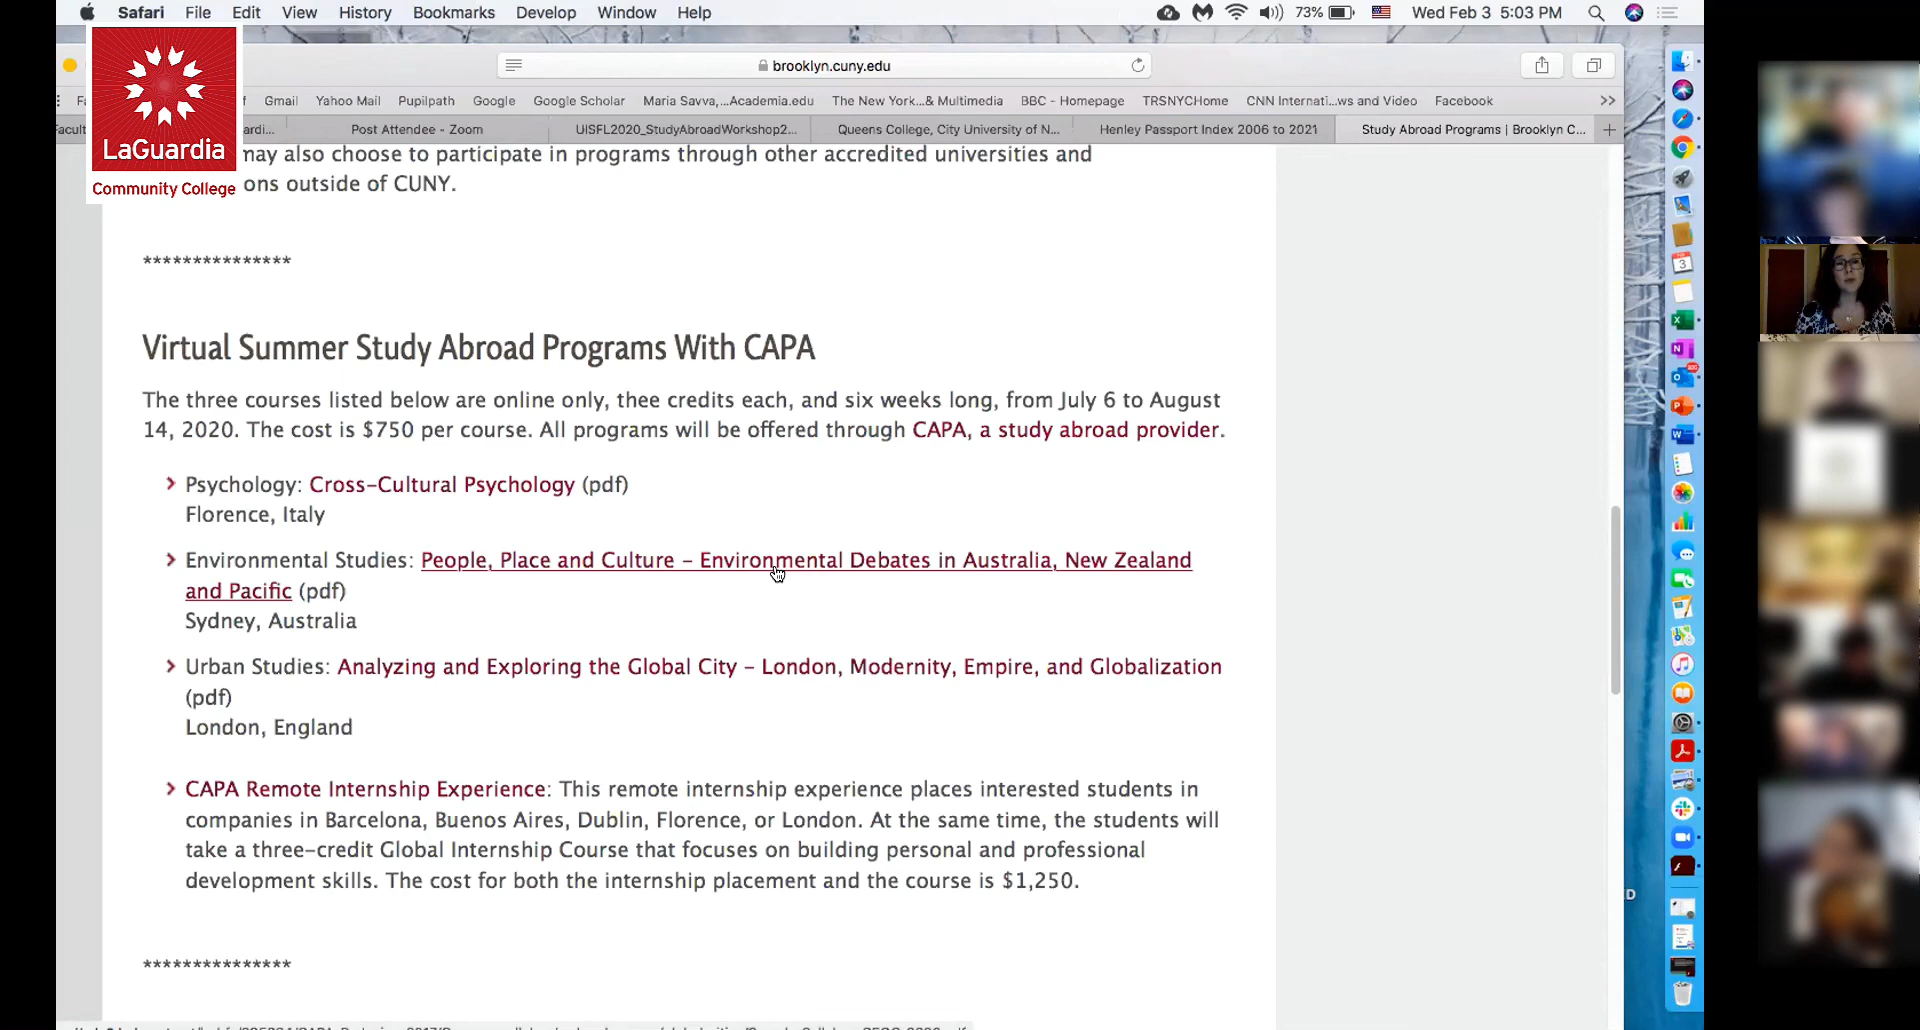 Safari File Edit View History Bookmarks Develop Window Help 73% Wed Feb 3 5:03 PM
LaGuardia
Community College
brooklyn.cuny.edu
Gmail Yahoo Mail Pupilpath Google Google Scholar Maria Savva,...Academia.edu The New York...& Multimedia BBC - Homepage TRSNYCHome CNN Internati...ws and Video Facebook
Post Attendee - Zoom UISFL2020_StudyAbroadWorkshop2... Queens College, City University of N... Henley Passport Index 2006 to 2021 Study Abroad Programs | Brooklyn C...
may also choose to participate in programs through other accredited universities and
ons outside of CUNY.
***************
Virtual Summer Study Abroad Programs With CAPA
The three courses listed below are online only, thee credits each, and six weeks long, from July 6 to August
14, 2020. The cost is $750 per course. All programs will be offered through CAPA, a study abroad provider.
Psychology: Cross-Cultural Psychology (pdf)
Florence, Italy
Environmental Studies: People, Place and Culture – Environmental Debates in Australia, New Zealand
and Pacific (pdf)
Sydney, Australia
Urban Studies: Analyzing and Exploring the Global City – London, Modernity, Empire, and Globalization
(pdf)
London, England
CAPA Remote Internship Experience: This remote internship experience places interested students in
companies in Barcelona, Buenos Aires, Dublin, Florence, or London. At the same time, the students will
take a three-credit Global Internship Course that focuses on building personal and professional
development skills. The cost for both the internship placement and the course is $1,250.
***************